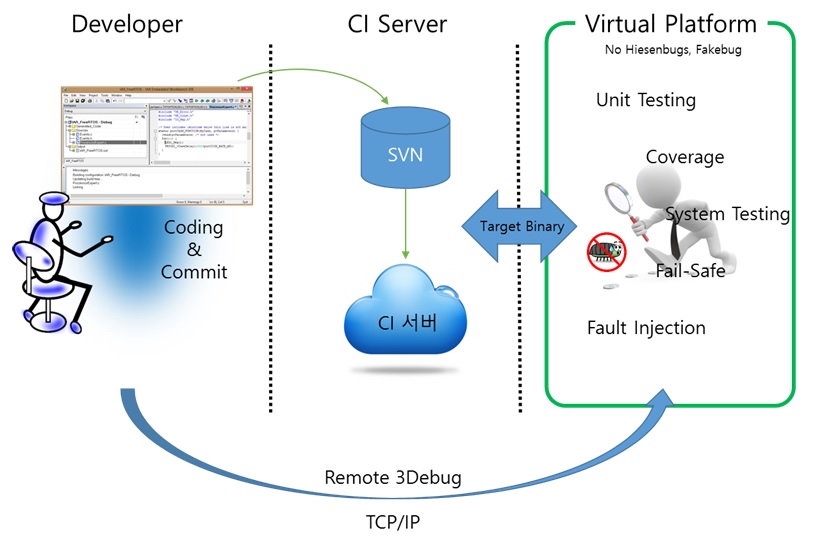 Developer
CI Server
Virtual Platform
No Hiesenbugs, Fakebug
Unit Testing
SVN
Coverage
System Testing
Target Binary
Coding
&
Commit
Fail-Safe
CI 서버
Fault Injection
Remote 3Debug
TCP/IP